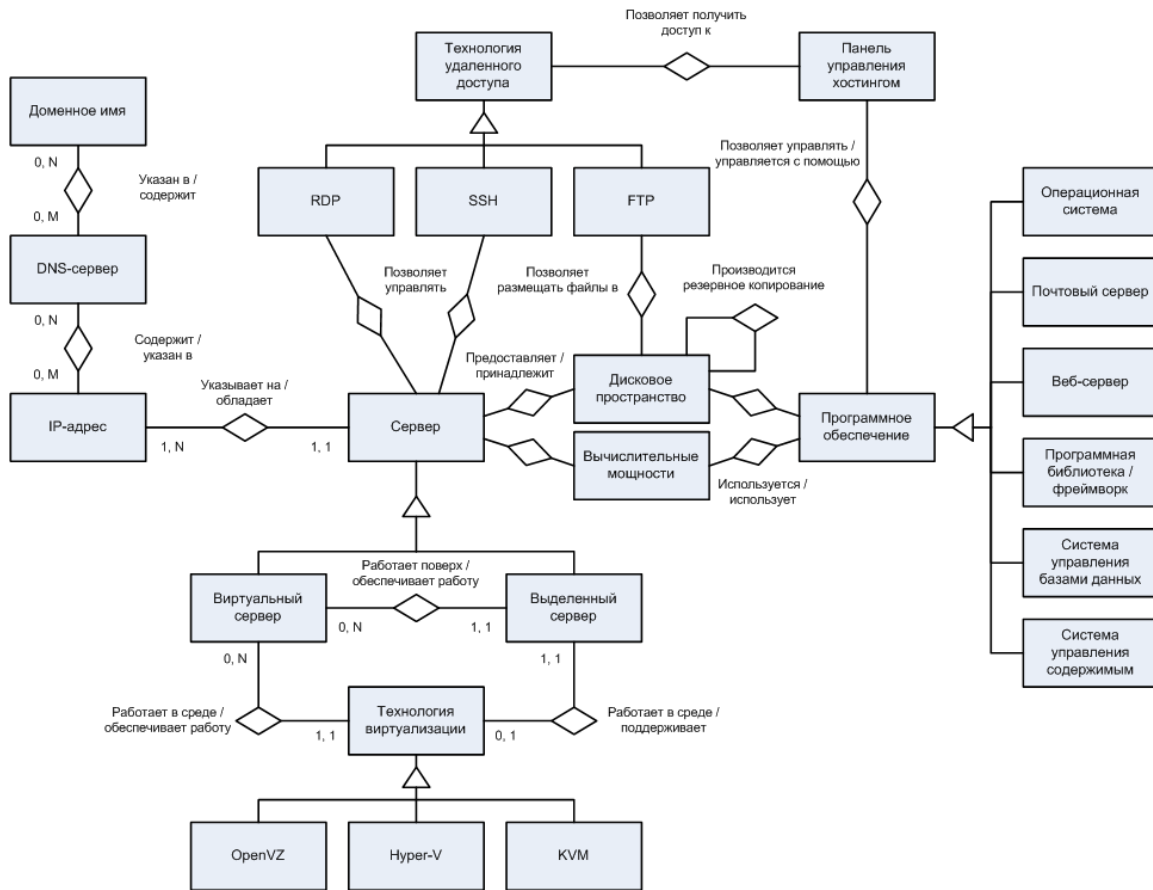 Позволяет получить
доступ к
Технология
удаленного
доступа
Панель
управления
хостингом
Доменное имя
0, N
Указан в /
содержит
0, M
DNS-сервер
0, N
Содержит /
указан в
0, M
IP-адрес
1, N
Указывает на /
обладает
1, 1
RDP
SSH
FTP
Позволяет управлять /
управляется с помощью
Позволяет
управлять
Позволяет
размещать файлы в
Производится
резервное копирование
Предоставляет /
принадлежит
Сервер
Дисковое
пространство
Вычислительные
мощности
Используется /
использует
Программное
обеспечение
Операционная
система
Почтовый сервер
Веб-сервер
Программная
библиотека /
фреймворк
Система
управления
базами данных
Система
управления
содержимым
Работает поверх /
обеспечивает работу
Виртуальный
сервер
0, N
1, 1
Выделенный
сервер
0, N
1, 1
Работает в среде /
обеспечивает работу
1, 1
Технология
виртуализации
0, 1
Работает в среде /
поддерживает
OpenVZ
Hyper-V
KVM